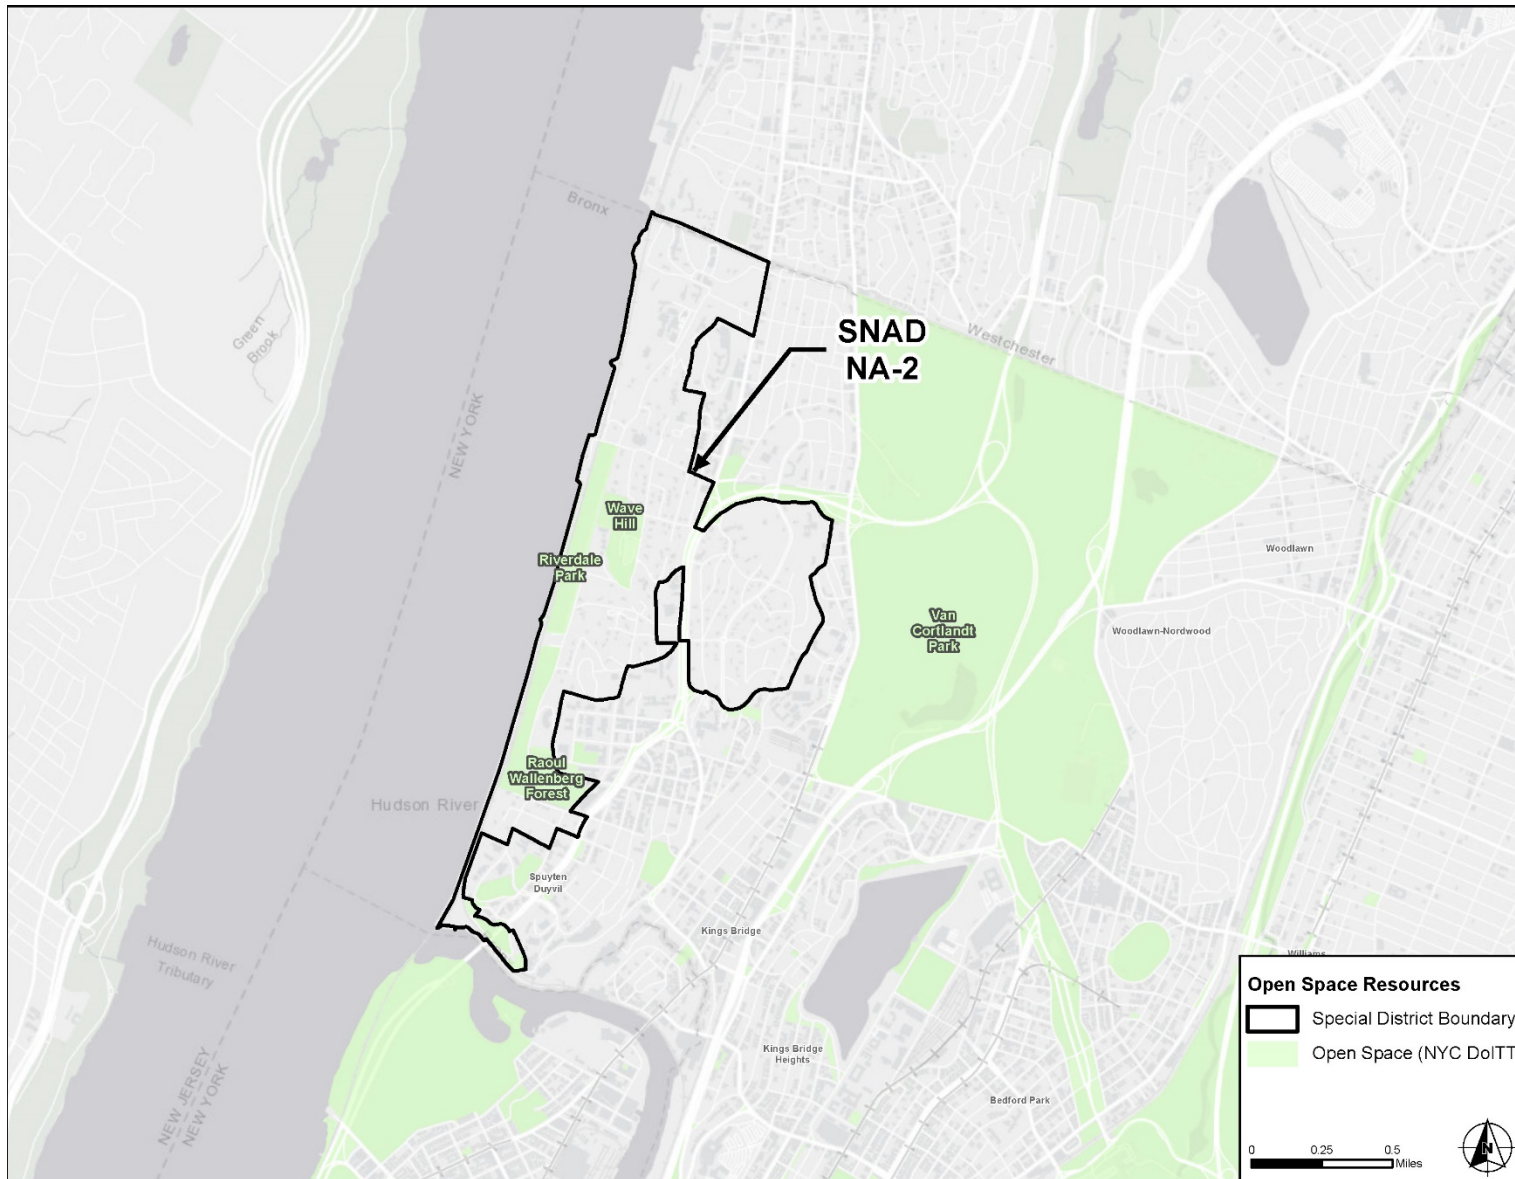 Bronx
Green
Brook
NEW YORK
SNAD
NA-2
Westchester
Wave
Hill
Riverdale
Park
Woodlawn
Van
Cortlandt
Park
Woodlawn-Nordwood
Raoul
Wallenberg
Forest
Hudson River
Spuyten
Duyvil
Kings Bridge
Hudson River
Tributary
Williams
Kings Bridge
Heights
Bedford Park
NEW JERSEY
NEW YORK
Open Space Resources
Special District Boundary
Open Space (NYC DoITT
0 0.25 0.5
Miles
N